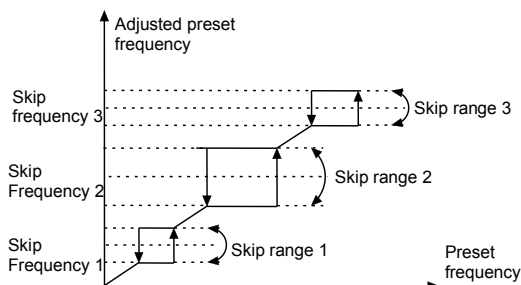 Adjusted preset
frequency
Skip
frequency 3
Skip range 3
Skip
Frequency 2
Skip range 2
Skip
Frequency 1
Skip range 1
Preset
frequency